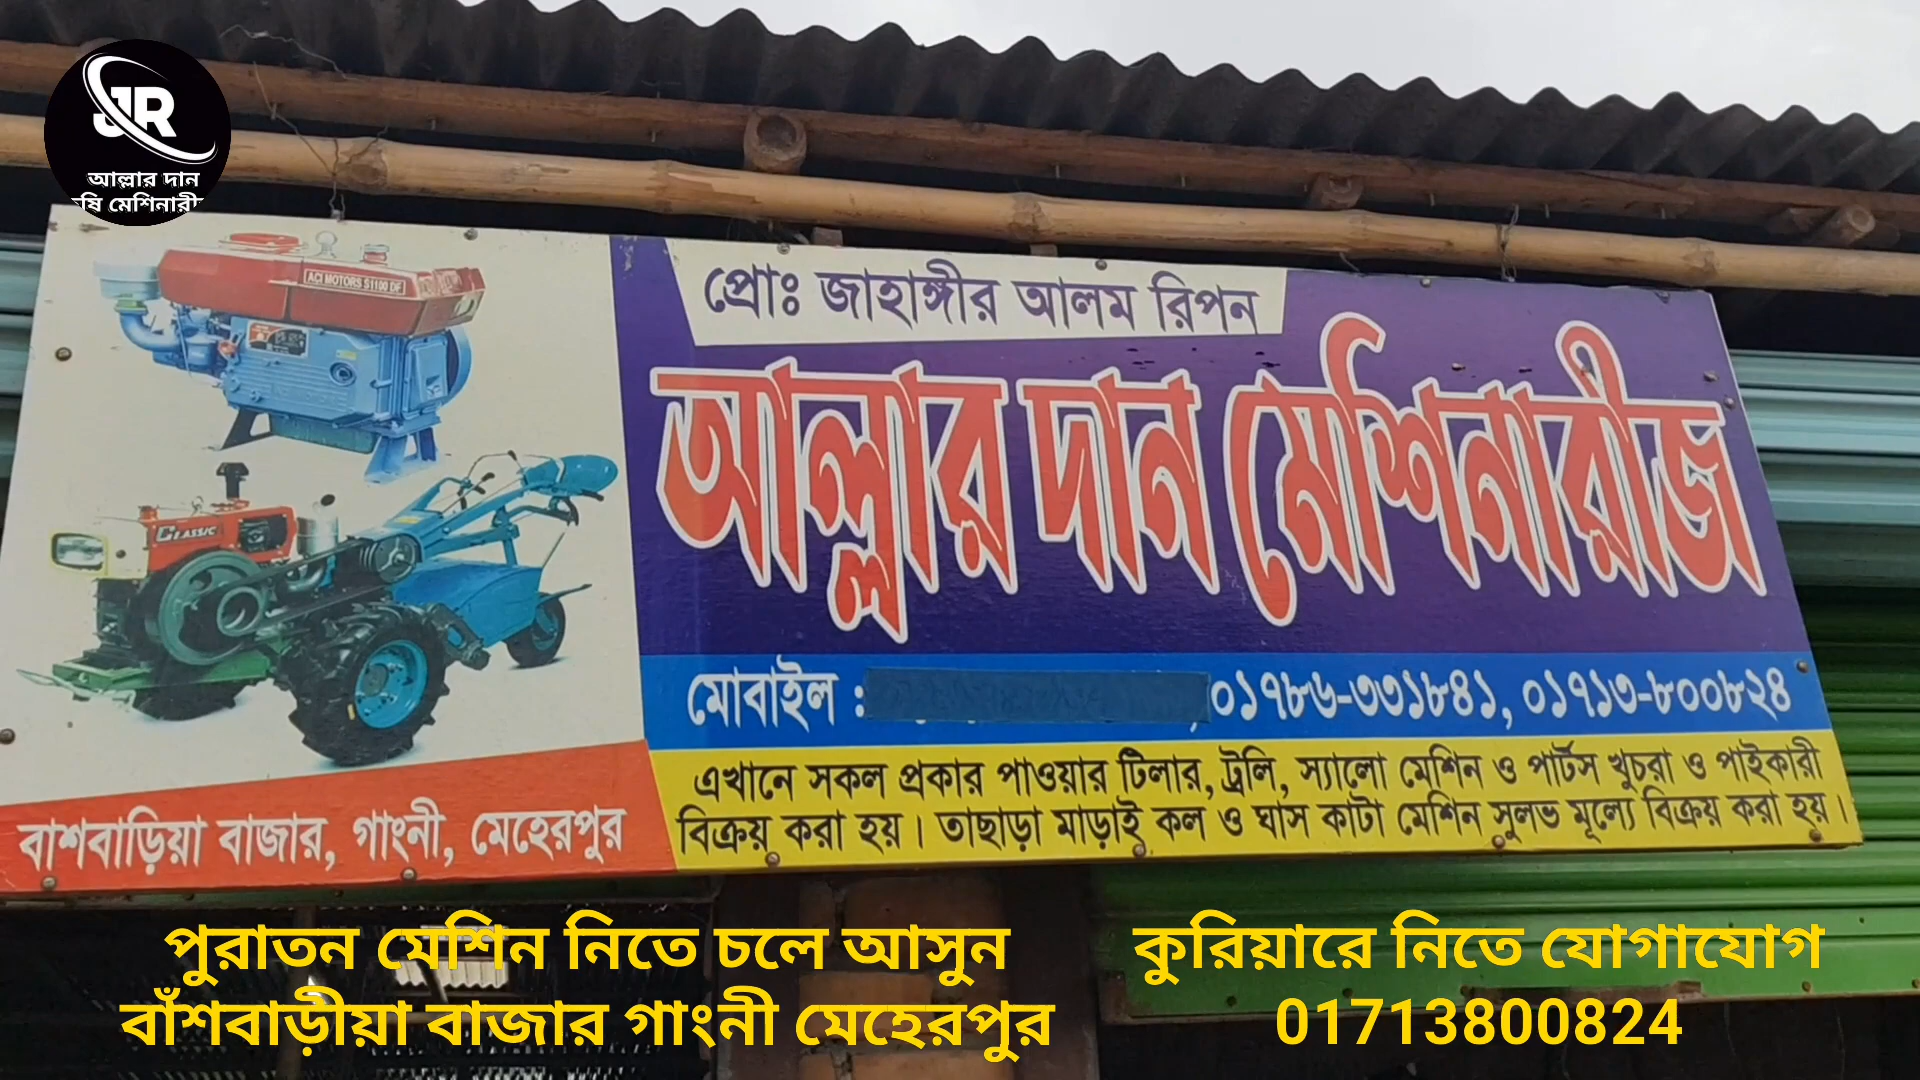 JR
আল্লার দান
ষি মেশিনারী
ACI MOTORS S1100 DF
CLASSIC
প্রোঃ জাহাঙ্গীর আলম রিপন
আল্লার দান মেশিনারীজ
মোবাইল : ,০১৭৮৬-৩৩১৮৪১, ০১৭১৩-৮০০৮২৪
এখানে সকল প্রকার পাওয়ার টিলার, ট্রলি, স্যালো মেশিন ও পার্টস খুচরা ও পাইকারী
বিক্রয় করা হয়। তাছাড়া মাড়াই কল ও ঘাস কাটা মেশিন সুলভ মূল্যে বিক্রয় করা হয়।
বাশবাড়িয়া বাজার, গাংনী, মেহেরপুর
পুরাতন মেশিন নিতে চলে আসুন
বাঁশবাড়ীয়া বাজার গাংনী মেহেরপুর
কুরিয়ারে নিতে যোগাযোগ
01713800824